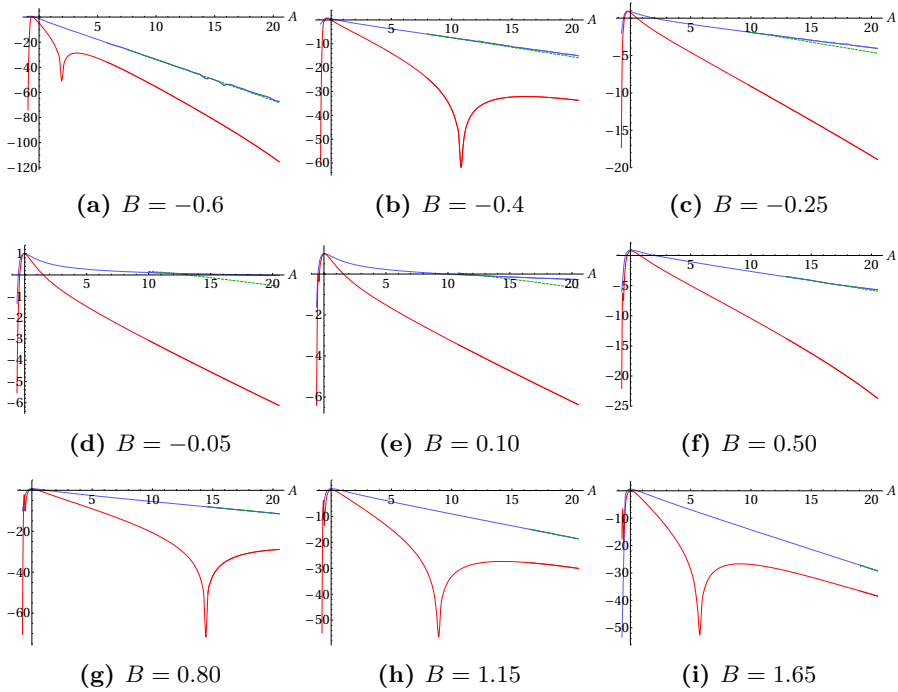 5 10 15 20 A
−20
−40
−60
−80
−100
−120
(a) B = −0.6
5 10 15 20 A
−10
−20
−30
−40
−50
−60
(b) B = −0.4
5 10 15 20 A
−5
−10
−15
−20
(c) B = −0.25
1
5 10 15 20 A
−1
−2
−3
−4
−5
−6
(d) B = −0.05
5 10 15 20 A
−2
−4
−6
(e) B = 0.10
5 10 15 20 A
−5
−10
−15
−20
−25
(f) B = 0.50
5 10 15 20 A
−20
−40
−60
(g) B = 0.80
5 10 15 20 A
−10
−20
−30
−40
−50
(h) B = 1.15
5 10 15 20 A
−10
−20
−30
−40
−50
(i) B = 1.65